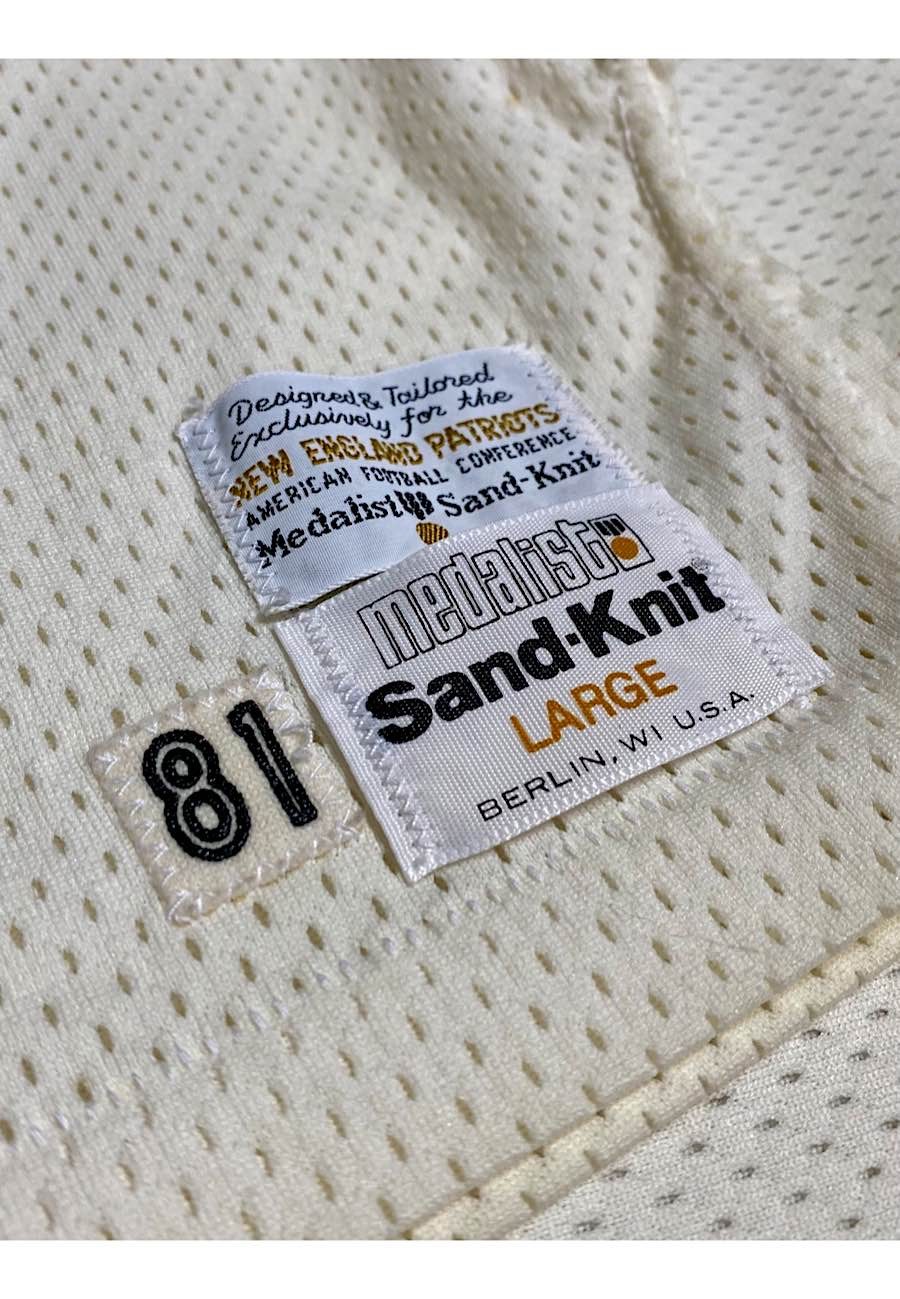 Designed & Tailored
Exclusively for the
NEW ENGLAND PATRIOTS
AMERICAN FOOTBALL CONFERENCE
Medalist Sand-Knit
medalist
Sand-Knit
LARGE
BERLIN, WI U.S.A.
81